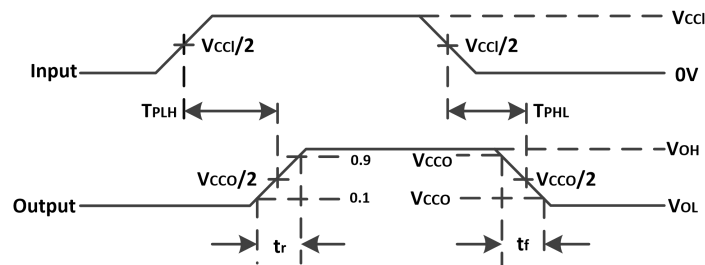 VCCI
VCCI/2 VCCI/2
Input 0V
TPLH TPHL
0.9 VCCO VOH
VCCO/2 VCCO/2
0.1 VCCO
Output VOL
tr tf